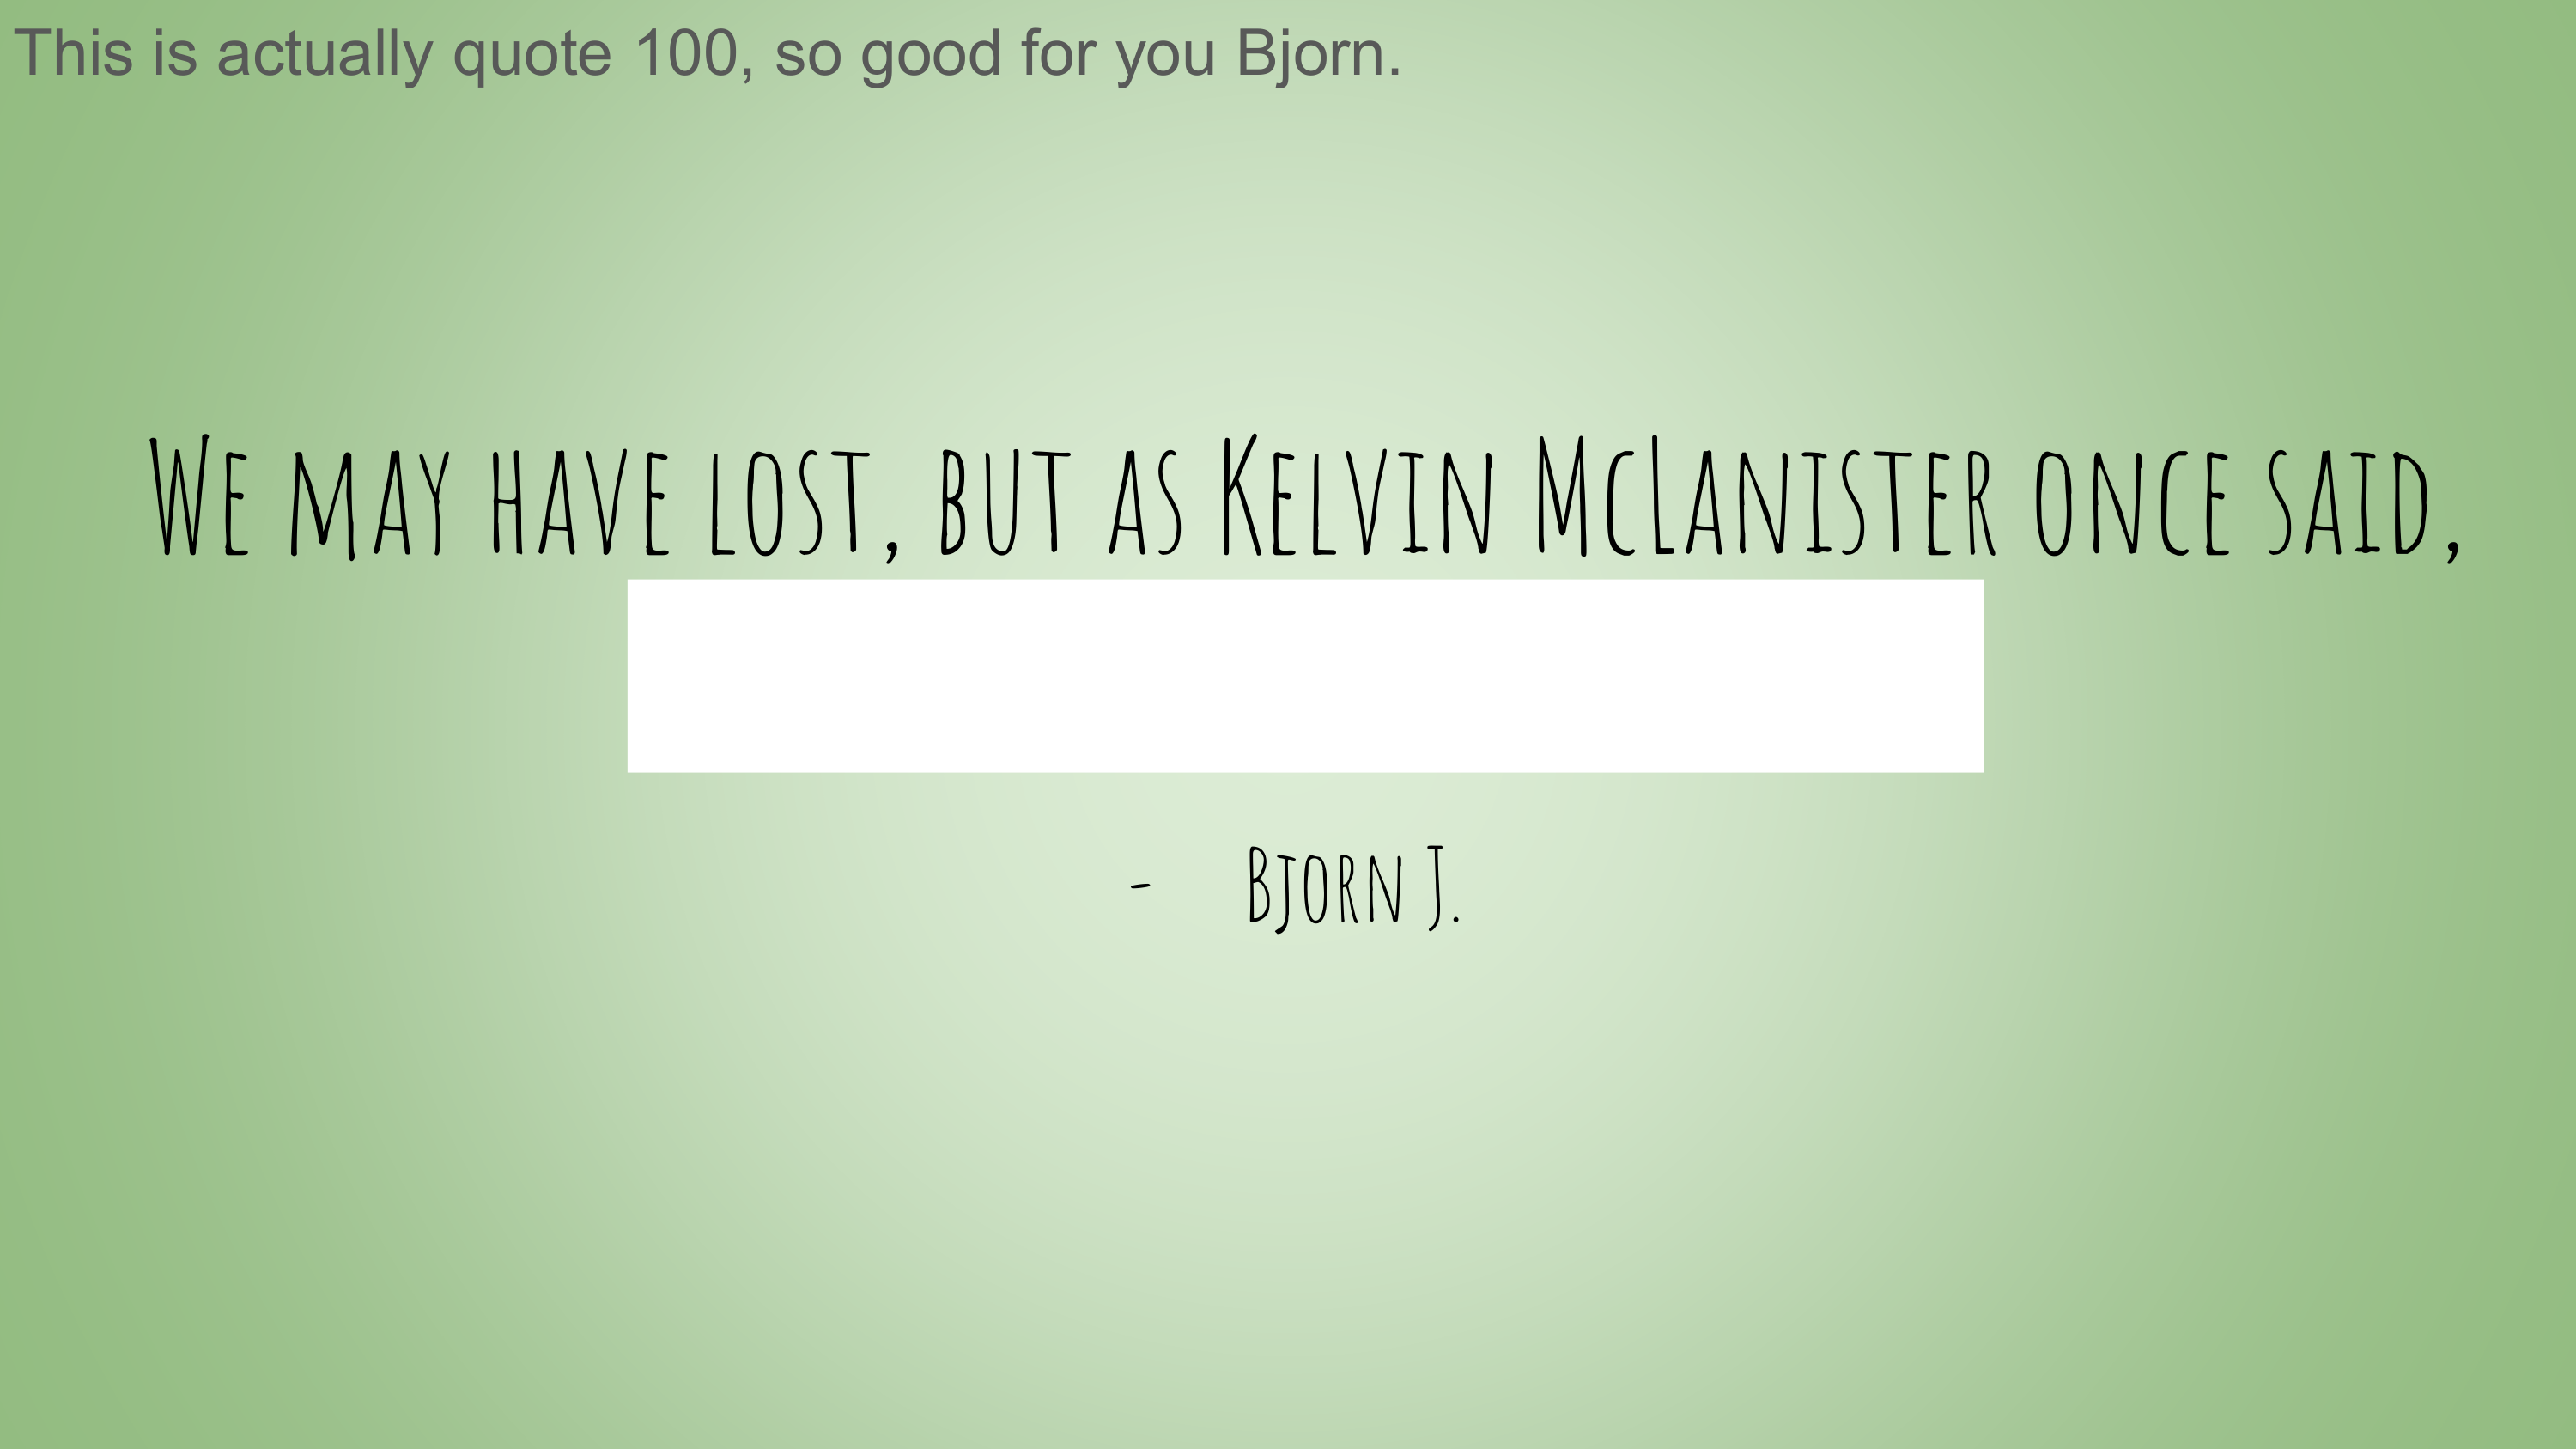 This is actually quote 100, so good for you Bjorn.
We may have lost, but as Kelvin McLanister once said,
- Bjorn J.